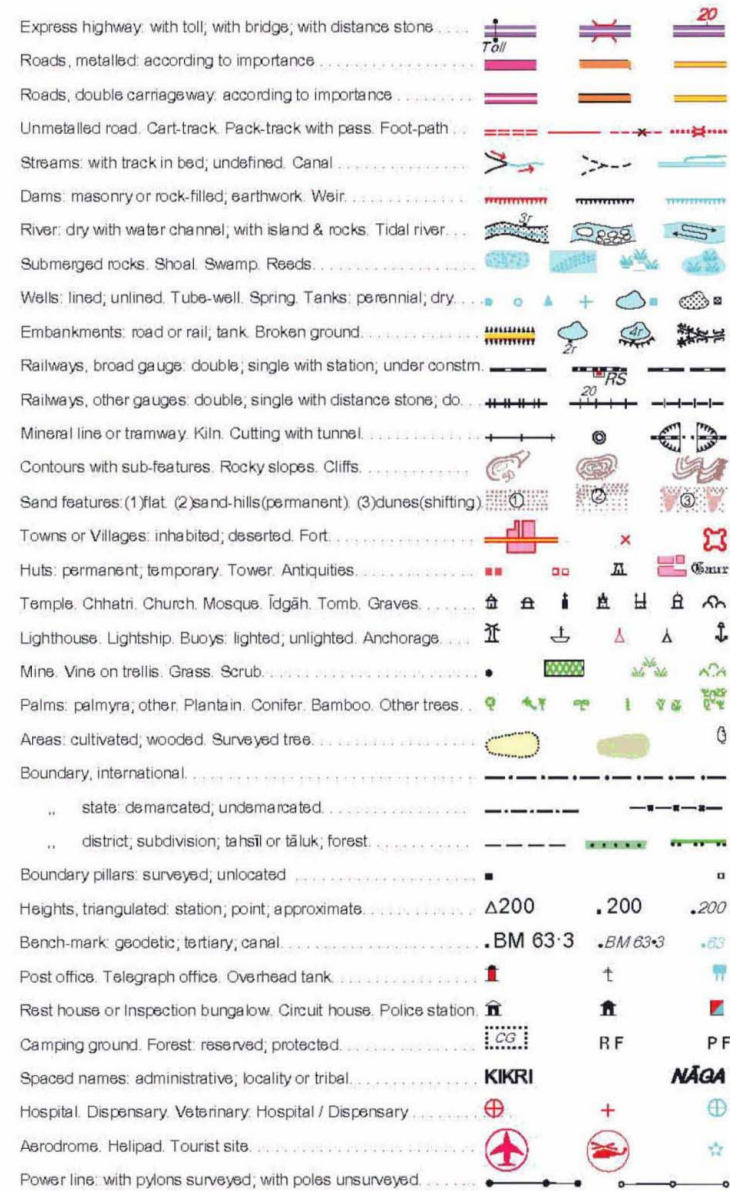 Express highway: with toll; with bridge; with distance stone . . . . Toll 20
Roads, metalled: according to importance . . . . . . . . . . . . . . . . . .
Roads, double carriageway: according to importance . . . . . . . . .
Unmetalled road. Cart-track. Pack-track with pass. Foot-path . .
Streams: with track in bed; undefined. Canal . . . . . . . . . . . . . . .
Dams: masonry or rock-filled; earthwork. Weir. . . . . . . . . . . . . .
River: dry with water channel; with island & rocks. Tidal river. . . 3r
Submerged rocks. Shoal. Swamp. Reeds. . . . . . . . . . . . . . . . . .
Wells: lined; unlined. Tube-well. Spring. Tanks: perennial; dry. . .
Embankments: road or rail; tank. Broken ground. . . . . . . . . . . . 2r 4r
Railways, broad gauge: double; single with station; under constrn. RS
Railways, other gauges: double; single with distance stone; do. . . 20
Mineral line or tramway. Kiln. Cutting with tunnel. . . . . . . . . . . .
Contours with sub-features. Rocky slopes. Cliffs. . . . . . . . . . . .
Sand features:(1)flat. (2)sand-hills(permanent). (3)dunes(shifting). 1 2 3
Towns or Villages: inhabited; deserted. Fort. . . . . . . . . . . . . . . .
Huts: permanent; temporary. Tower. Antiquities. . . . . . . . . . . . . Gaur
Temple. Chhatri. Church. Mosque. Īdgāh. Tomb. Graves. . . . . .
Lighthouse. Lightship. Buoys: lighted; unlighted. Anchorage. . . .
Mine. Vine on trellis. Grass. Scrub. . . . . . . . . . . . . . . . . . . . . . .
Palms: palmyra; other. Plantain. Conifer. Bamboo. Other trees. . .
Areas: cultivated; wooded. Surveyed tree. . . . . . . . . . . . . . . . . .
Boundary, international. . . . . . . . . . . . . . . . . . . . . . . . . . . . . . .
,, state: demarcated; undemarcated. . . . . . . . . . . . . . .
,, district; subdivision; tahsīl or tāluk; forest. . . . . . . . . .
Boundary pillars: surveyed; unlocated . . . . . . . . . . . . . . . . . . .
Heights, triangulated: station; point; approximate. . . . . . . . . . . . △200 .200 .200
Bench-mark: geodetic; tertiary; canal. . . . . . . . . . . . . . . . . . . . . .BM 63·3 .BM 63·3 .63
Post office. Telegraph office. Overhead tank. . . . . . . . . . . . . . . .
Rest house or Inspection bungalow. Circuit house. Police station.
Camping ground. Forest: reserved; protected. . . . . . . . . . . . . . . CG RF PF
Spaced names: administrative; locality or tribal. . . . . . . . . . . . . . KIKRI NĀGA
Hospital. Dispensary. Veterinary: Hospital / Dispensary . . . . . . .
Aerodrome. Helipad. Tourist site. . . . . . . . . . . . . . . . . . . . . . . . .
Power line: with pylons surveyed; with poles unsurveyed. . . . . . .